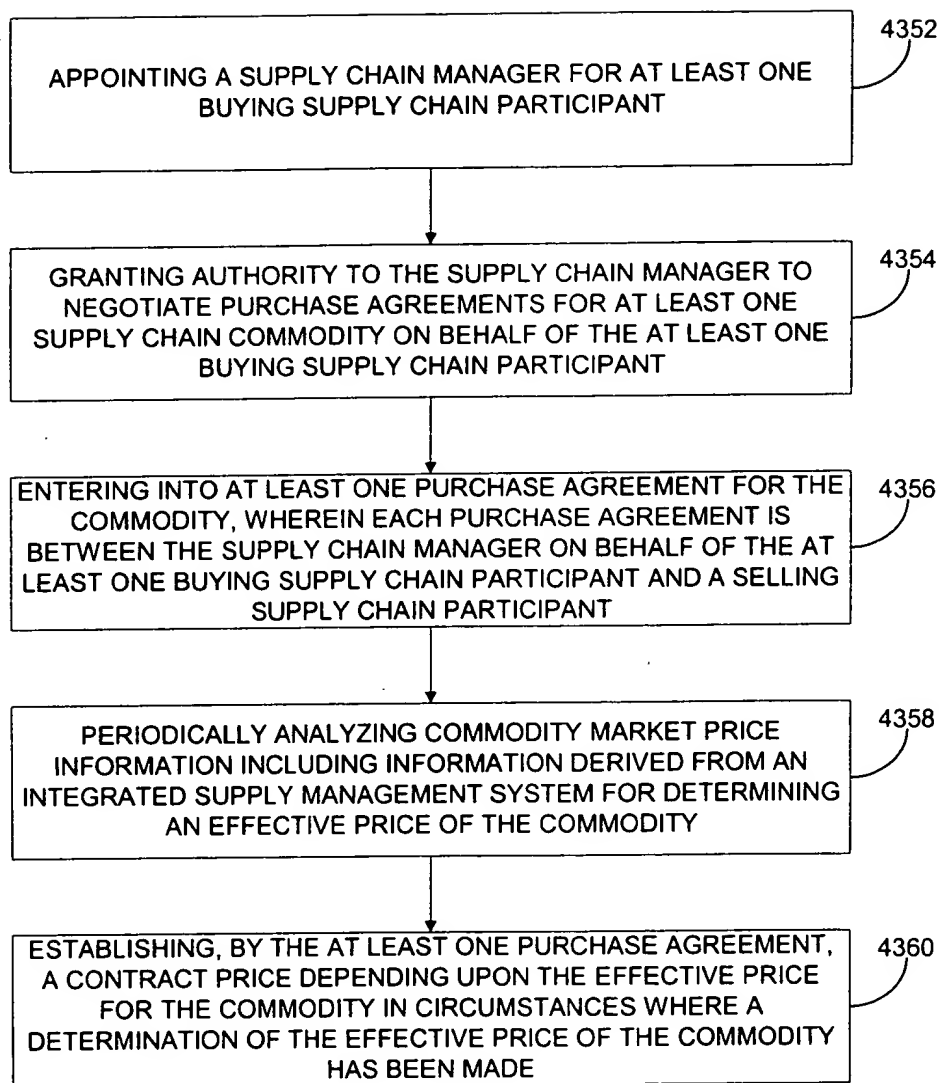 4352
APPOINTING A SUPPLY CHAIN MANAGER FOR AT LEAST ONE
BUYING SUPPLY CHAIN PARTICIPANT
4354
GRANTING AUTHORITY TO THE SUPPLY CHAIN MANAGER TO
NEGOTIATE PURCHASE AGREEMENTS FOR AT LEAST ONE
SUPPLY CHAIN COMMODITY ON BEHALF OF THE AT LEAST ONE
BUYING SUPPLY CHAIN PARTICIPANT
4356
ENTERING INTO AT LEAST ONE PURCHASE AGREEMENT FOR THE
COMMODITY, WHEREIN EACH PURCHASE AGREEMENT IS
BETWEEN THE SUPPLY CHAIN MANAGER ON BEHALF OF THE AT
LEAST ONE BUYING SUPPLY CHAIN PARTICIPANT AND A SELLING
SUPPLY CHAIN PARTICIPANT
4358
PERIODICALLY ANALYZING COMMODITY MARKET PRICE
INFORMATION INCLUDING INFORMATION DERIVED FROM AN
INTEGRATED SUPPLY MANAGEMENT SYSTEM FOR DETERMINING
AN EFFECTIVE PRICE OF THE COMMODITY
4360
ESTABLISHING, BY THE AT LEAST ONE PURCHASE AGREEMENT,
A CONTRACT PRICE DEPENDING UPON THE EFFECTIVE PRICE
FOR THE COMMODITY IN CIRCUMSTANCES WHERE A
DETERMINATION OF THE EFFECTIVE PRICE OF THE COMMODITY
HAS BEEN MADE